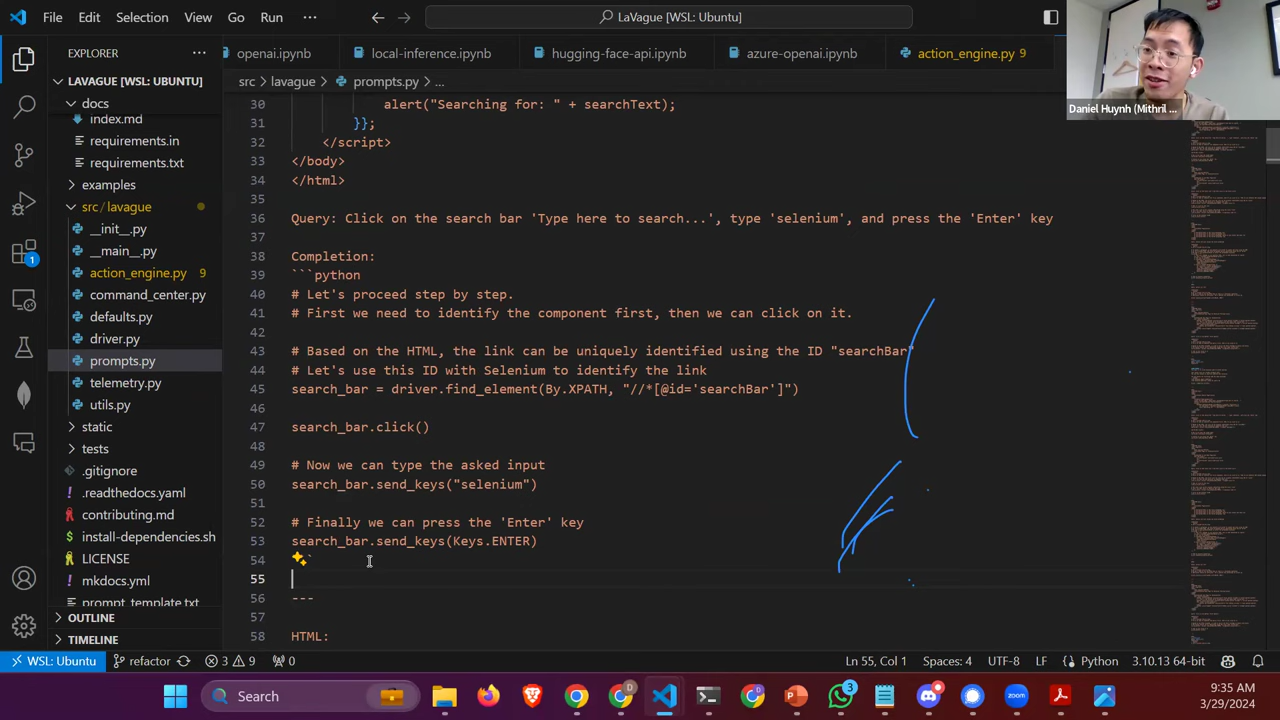 File Edit Selection View Go Run ···
LaVague [WSL: Ubuntu]
EXPLORER
openai.ipynb
local-inference.ipynb
hugging-face-api.ipynb
azure-openai.ipynb
action_engine.py 9
LAVAGUE [WSL: UBUNTU]
src > lavague > prompts.py > ...
Daniel Huynh (Mithril ...
docs
index.md
requirements.in
requirements.txt
examples
src / lavague
__init__.py
__main__.py
action_engine.py 9
command_center.py
defaults.py
prompts.py
telemetry.py
utils.py
static
.gitignore
.readthedocs.yaml
contributing.md
LICENSE
mkdocs.yml
prompt_template.txt
TIMELINE
30 alert("Searching for: " + searchText);
31 }};
32 </script>
33 </body>
34 </html>
35
36 Query: click on the search bar 'Type here to search...', type 'selenium', and press the 'Enter' key
37
38 Completion:
39 ```python
40 # Let's proceed step by step.
41 # First we need to identify the component first, then we can click on it.
42
43 # Based on the HTML, the link can be uniquely identified using the ID "searchBar"
44 # Let's use this ID with Selenium to identify the link
45 search_bar = driver.find_element(By.XPATH, "//*[@id='searchBar']")
46
47 search_bar.click()
48
49 # Now we can type the asked input
50 search_bar.send_keys("selenium")
51
52 # Finally we can press the 'Enter' key
53 search_bar.send_keys(Keys.ENTER)
55
56 ---
57
58 HTML:
WSL: Ubuntu
refactor
0
Ln 55, Col 1
Spaces: 4
UTF-8
LF
Python
3.10.13 64-bit
Search
9:35 AM
3/29/2024